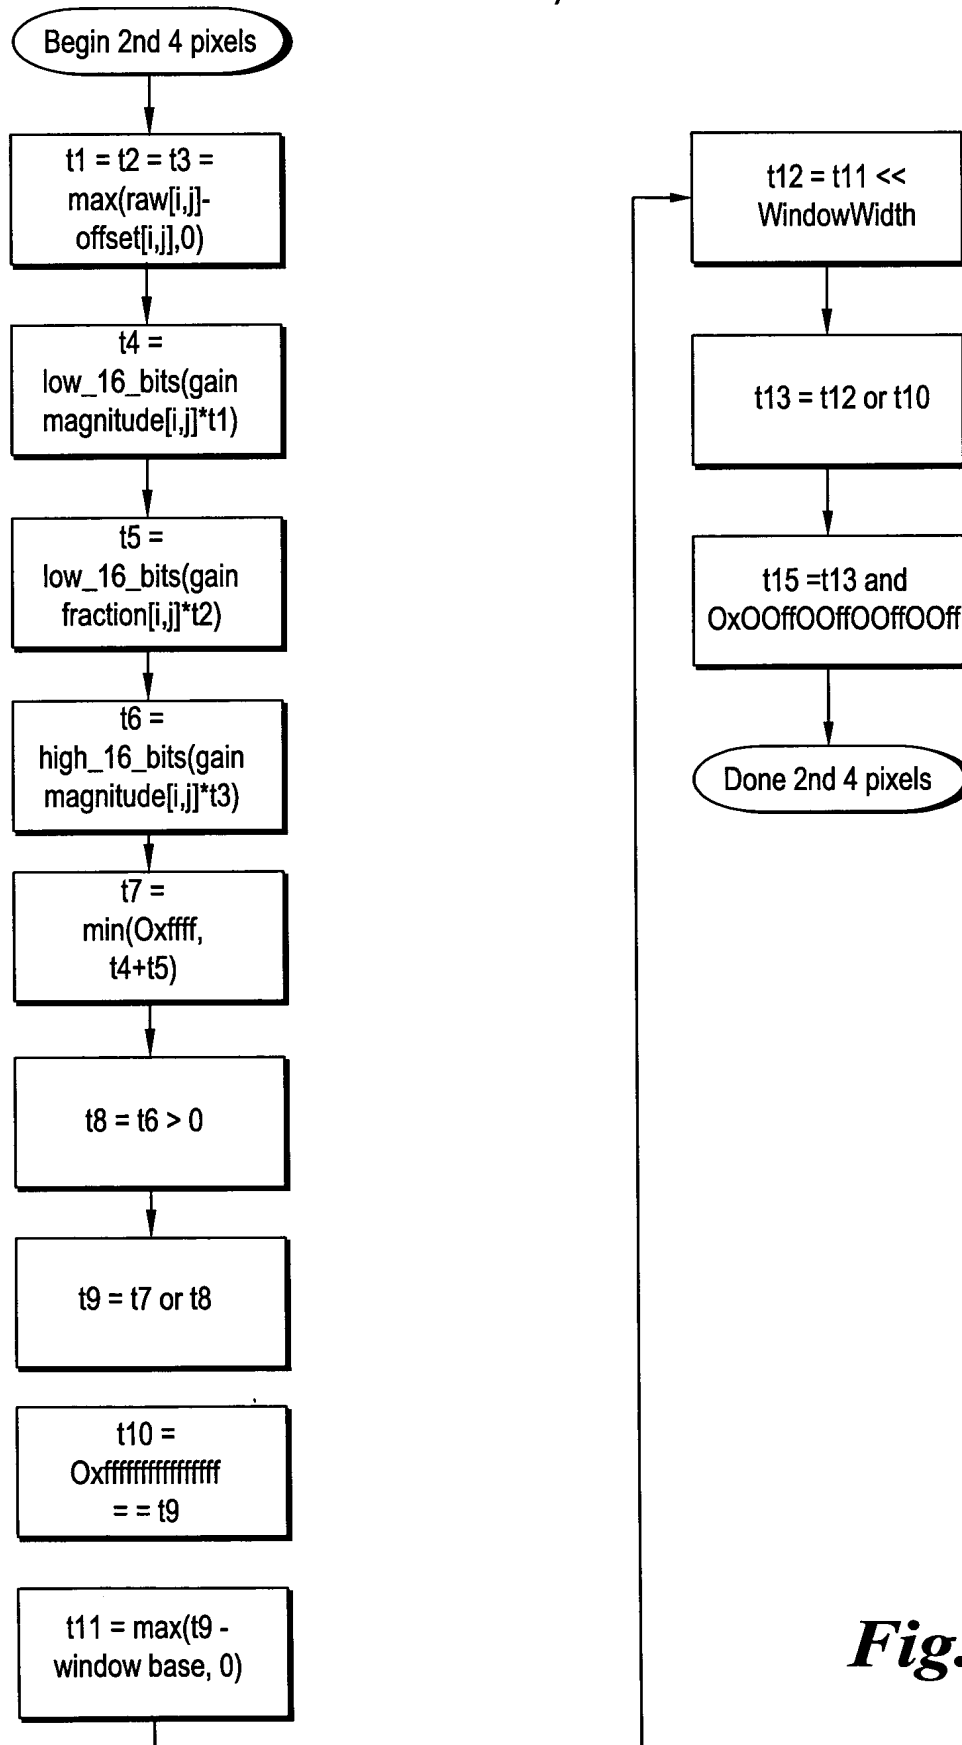 Begin 2nd 4 pixels
t1 = t2 = t3 =
max(raw[i,j]-
offset[i,j],0)
t4 =
low_16_bits(gain
magnitude[i,j]*t1)
t5 =
low_16_bits(gain
fraction[i,j]*t2)
t6 =
high_16_bits(gain
magnitude[i,j]*t3)
t7 =
min(Oxffff,
t4+t5)
t8 = t6 > 0
t9 = t7 or t8
t10 =
Oxffffffffffffffff
= = t9
t11 = max(t9 -
window base, 0)
t12 = t11 <<
WindowWidth
t13 = t12 or t10
t15 =t13 and
OxOOffOOffOOffOOff
Done 2nd 4 pixels
Fig.